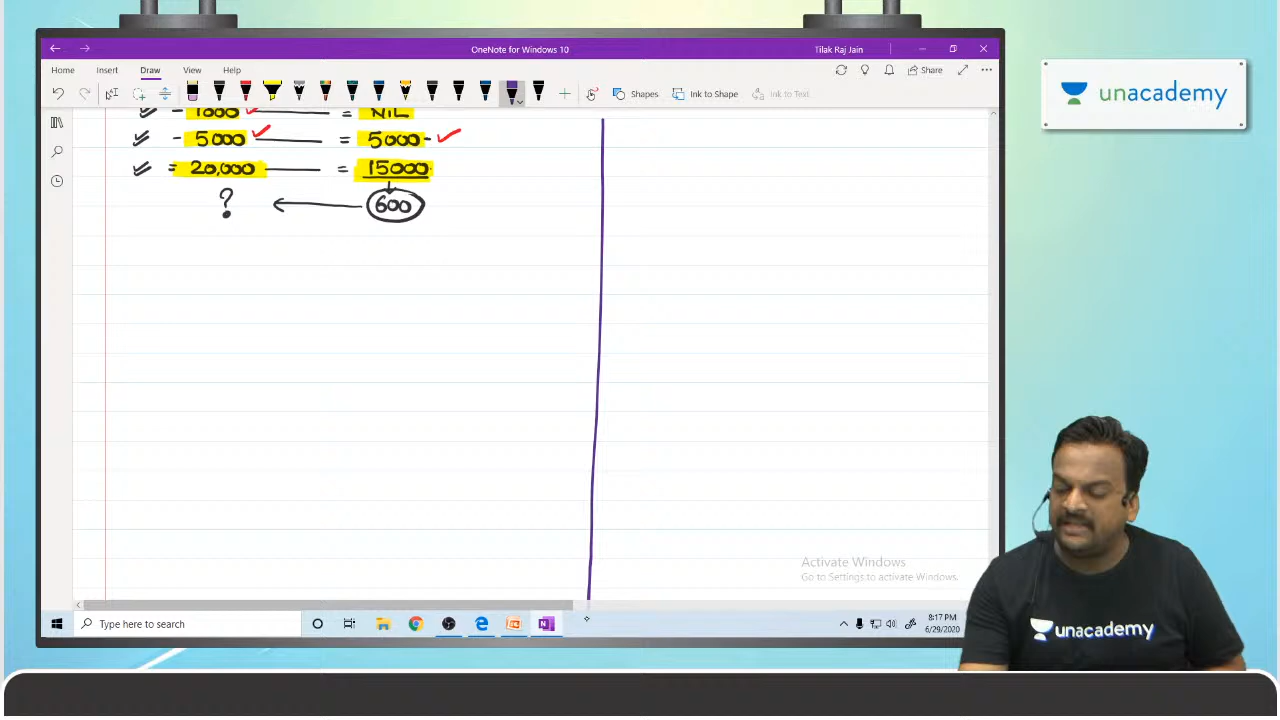 OneNote for Windows 10
Tilak Raj Jain
Home Insert Draw View Help
Share
Shapes Ink to Shape Ink to Text
- 1000 = NIL
- 5000 = 5000
= 20,000 = 15000
? 600
unacademy
Activate Windows
Go to Settings to activate Windows.
Type here to search
8:17 PM
6/29/2020
unacademy